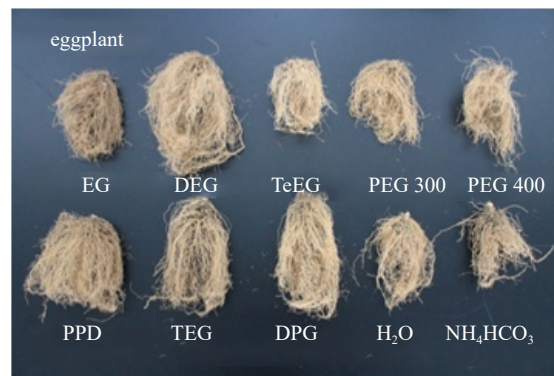 eggplant
EG DEG TeEG PEG 300 PEG 400
PPD TEG DPG H₂O NH₄HCO₃